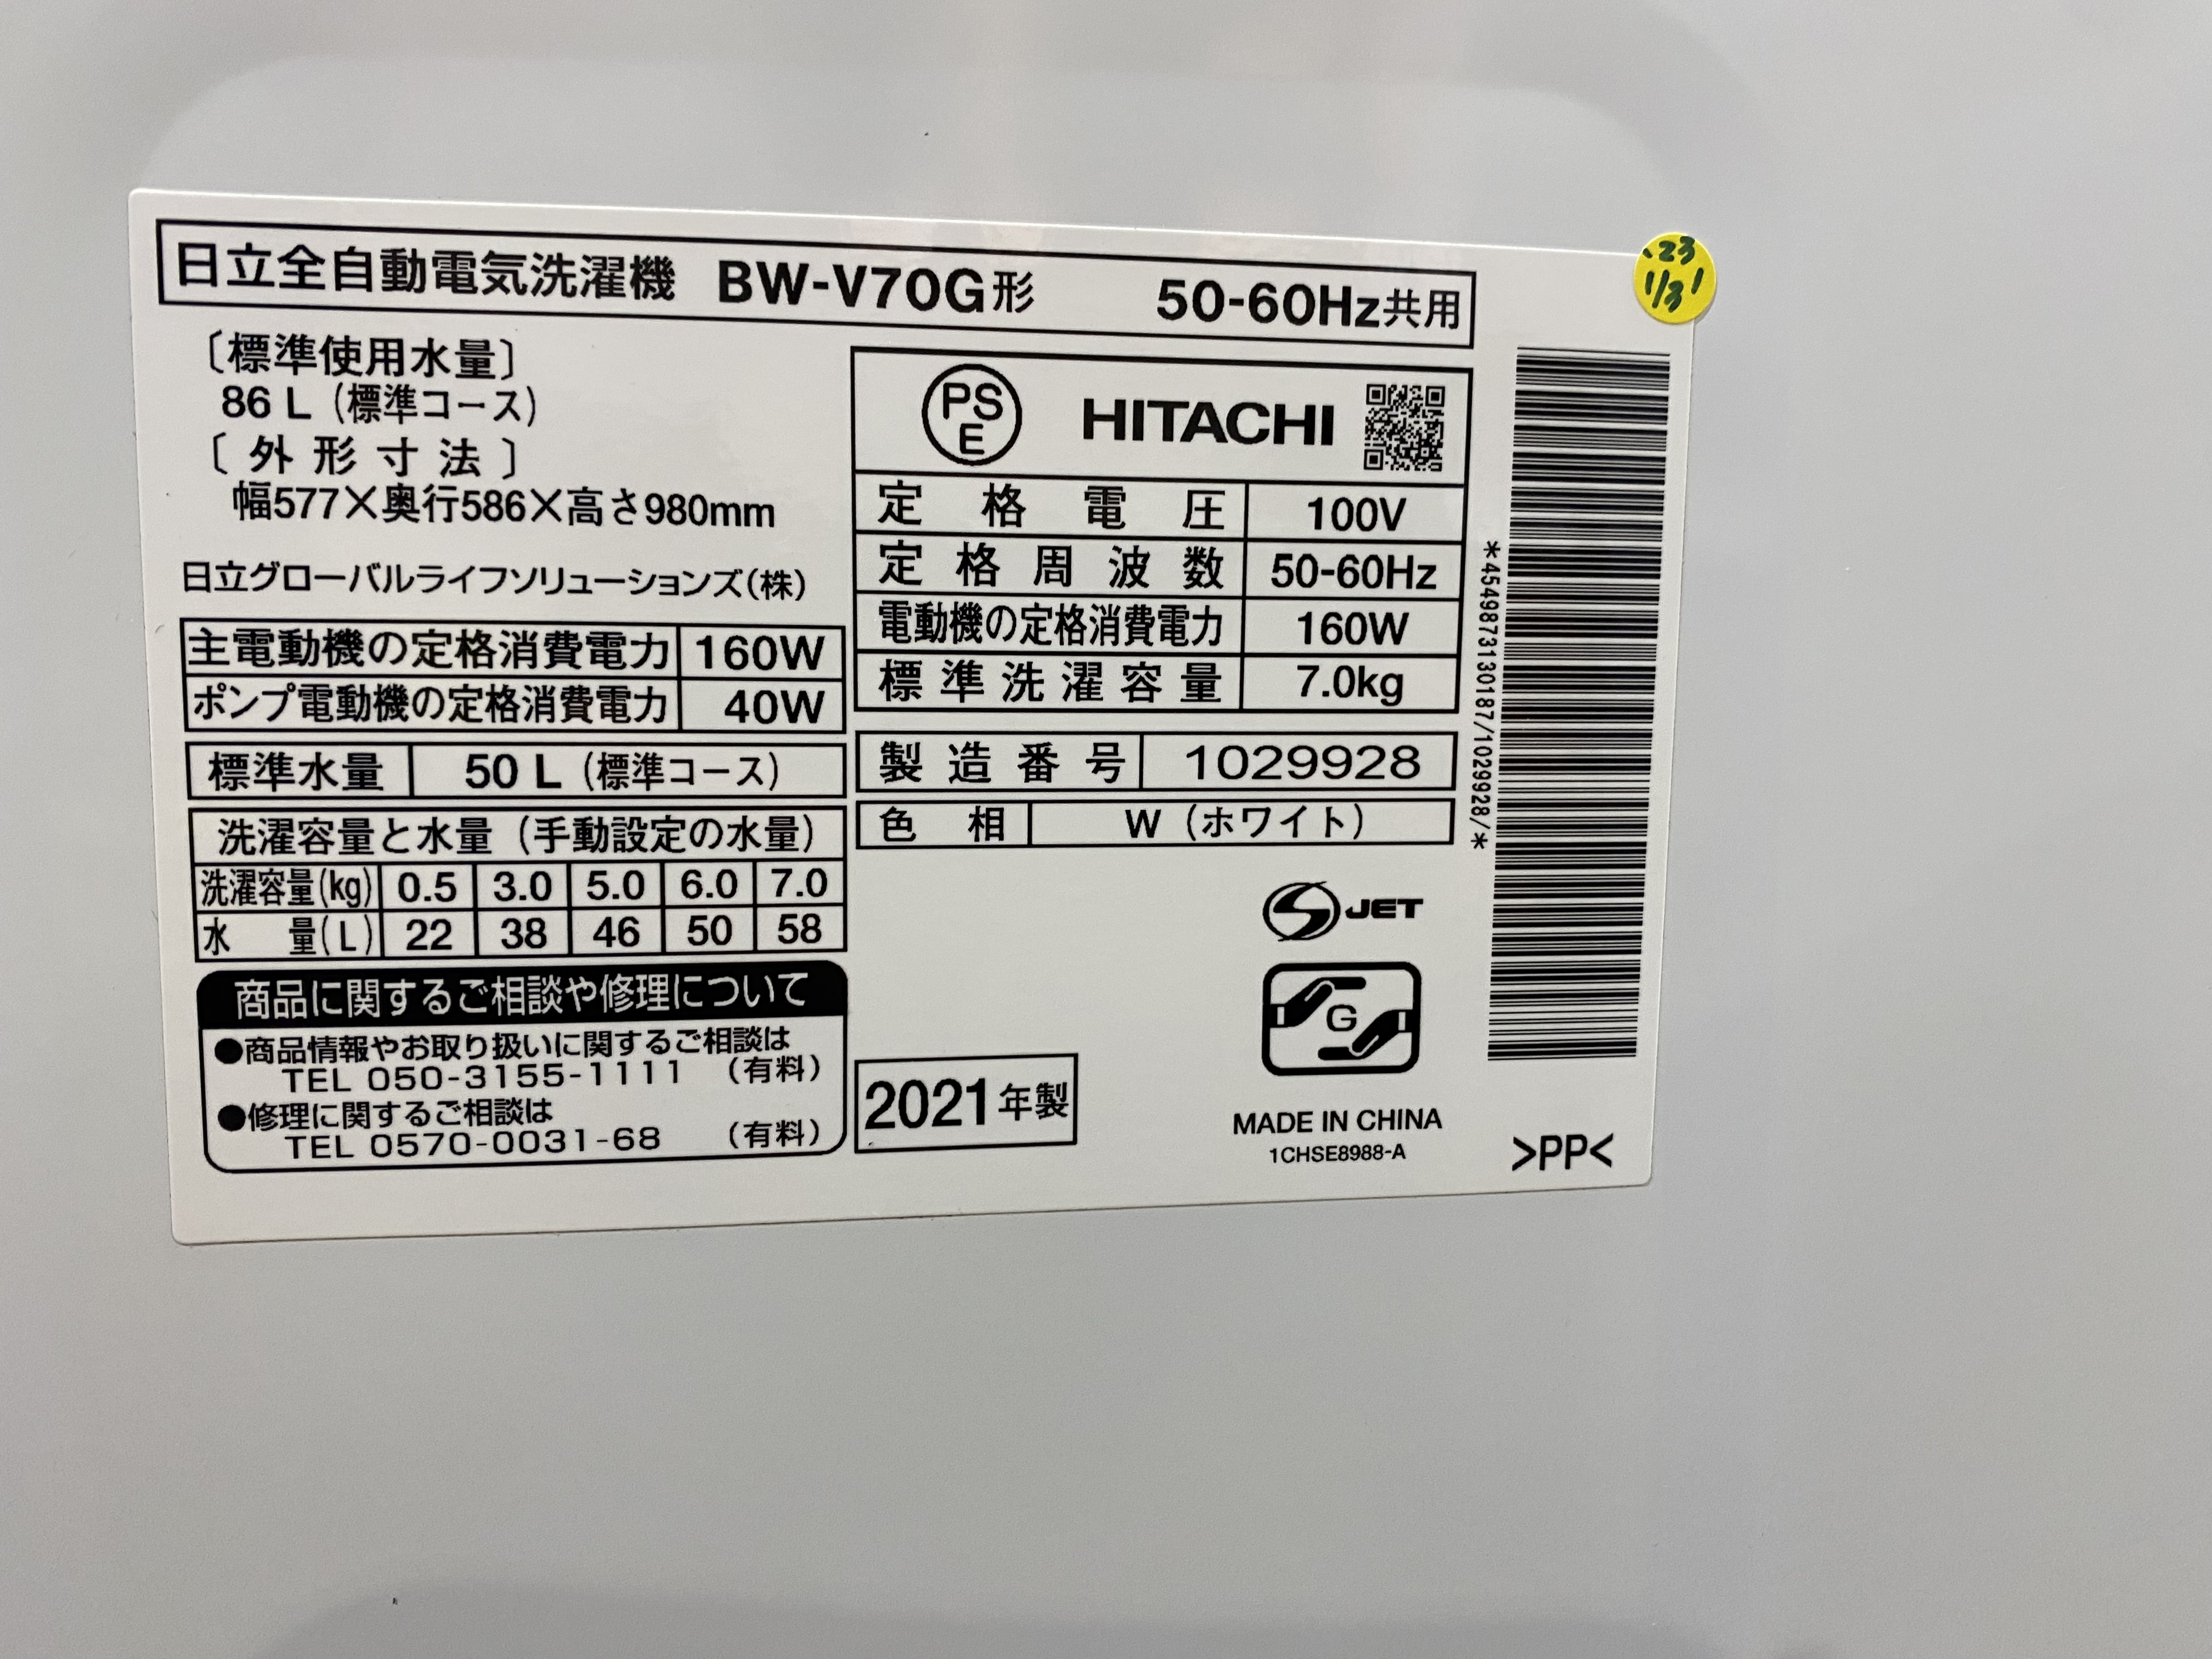 日立全自動電気洗濯機 BW-V70G形 50-60Hz共用
'23
1/31
〔標準使用水量〕
86 L（標準コース）
〔外形寸法〕
幅577×奥行586×高さ980mm
日立グローバルライフソリューションズ（株）
主電動機の定格消費電力 160W
ポンプ電動機の定格消費電力 40W
標準水量 50 L（標準コース）
洗濯容量と水量（手動設定の水量）
洗濯容量(kg) 0.5 3.0 5.0 6.0 7.0
水量(L) 22 38 46 50 58
商品に関するご相談や修理について
●商品情報やお取り扱いに関するご相談は
TEL 050-3155-1111 （有料）
●修理に関するご相談は
TEL 0570-0031-68 （有料）
PS
E
HITACHI
定格電圧 100V
定格周波数 50-60Hz
電動機の定格消費電力 160W
標準洗濯容量 7.0kg
製造番号 1029928
色相 W（ホワイト）
S JET
G
2021年製
MADE IN CHINA
1CHSE8988-A
*4549873130187/1029928/*
>PP<